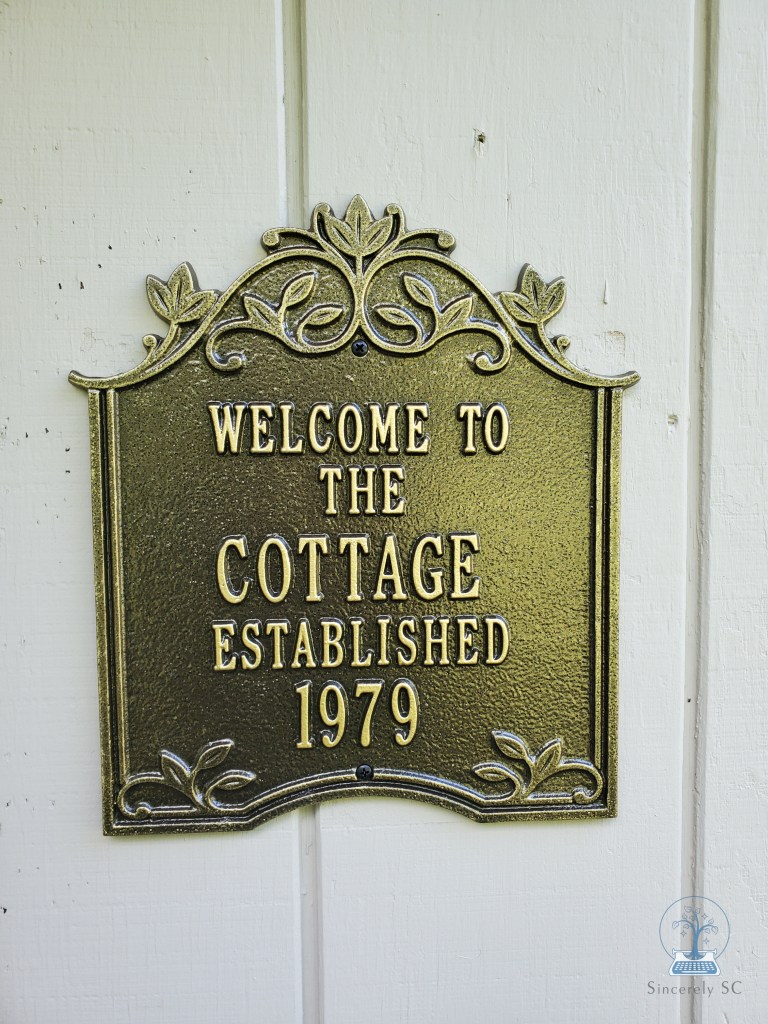 WELCOME TO
THE
COTTAGE
ESTABLISHED
1979
Sincerely SC